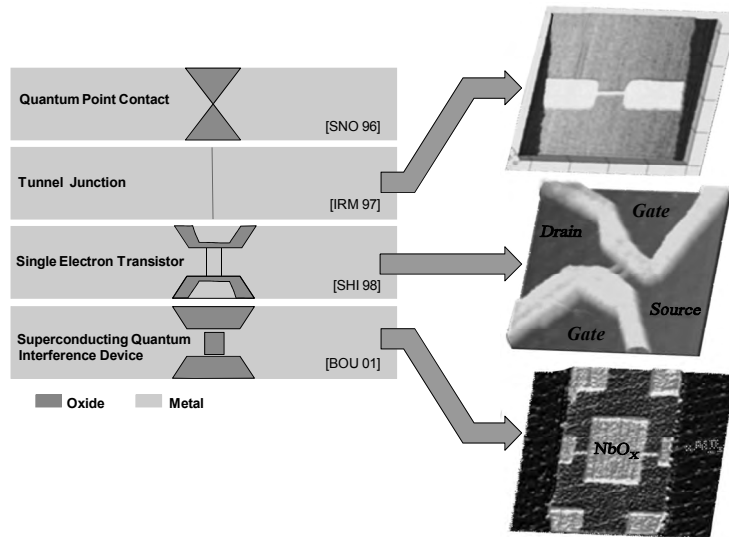 Quantum Point Contact
[SNO 96]
Tunnel Junction
[IRM 97]
Single Electron Transistor
[SHI 98]
Superconducting Quantum
Interference Device
[BOU 01]
Oxide
Metal
Gate
Drain
Source
Gate
NbOx